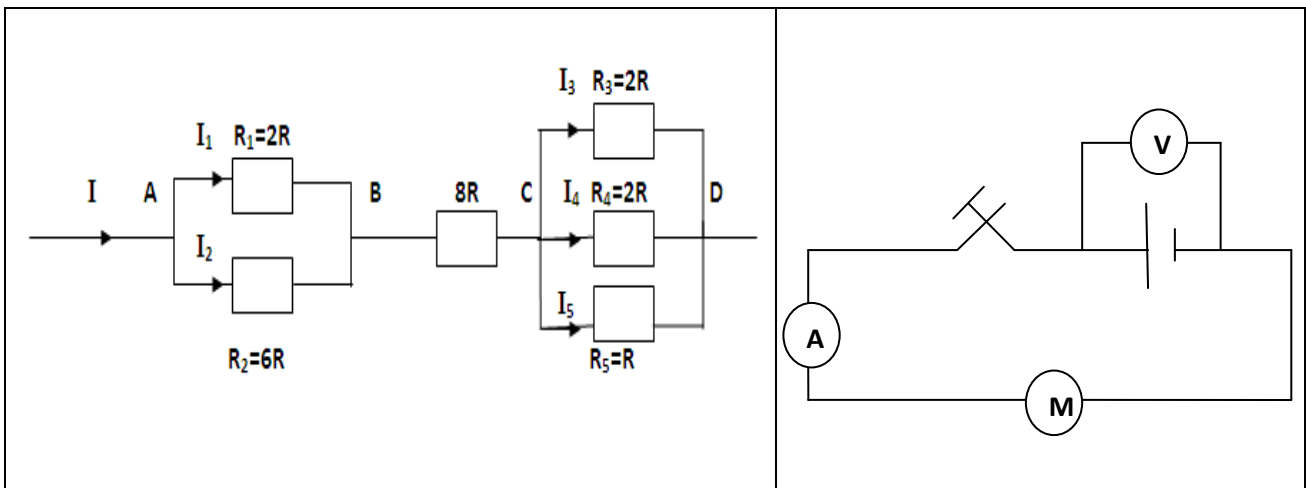 I₃ R₃=2R
I₁ R₁=2R
I A B 8R C I₄ R₄=2R D
I₂
I₅
R₂=6R R₅=R
V
A
M